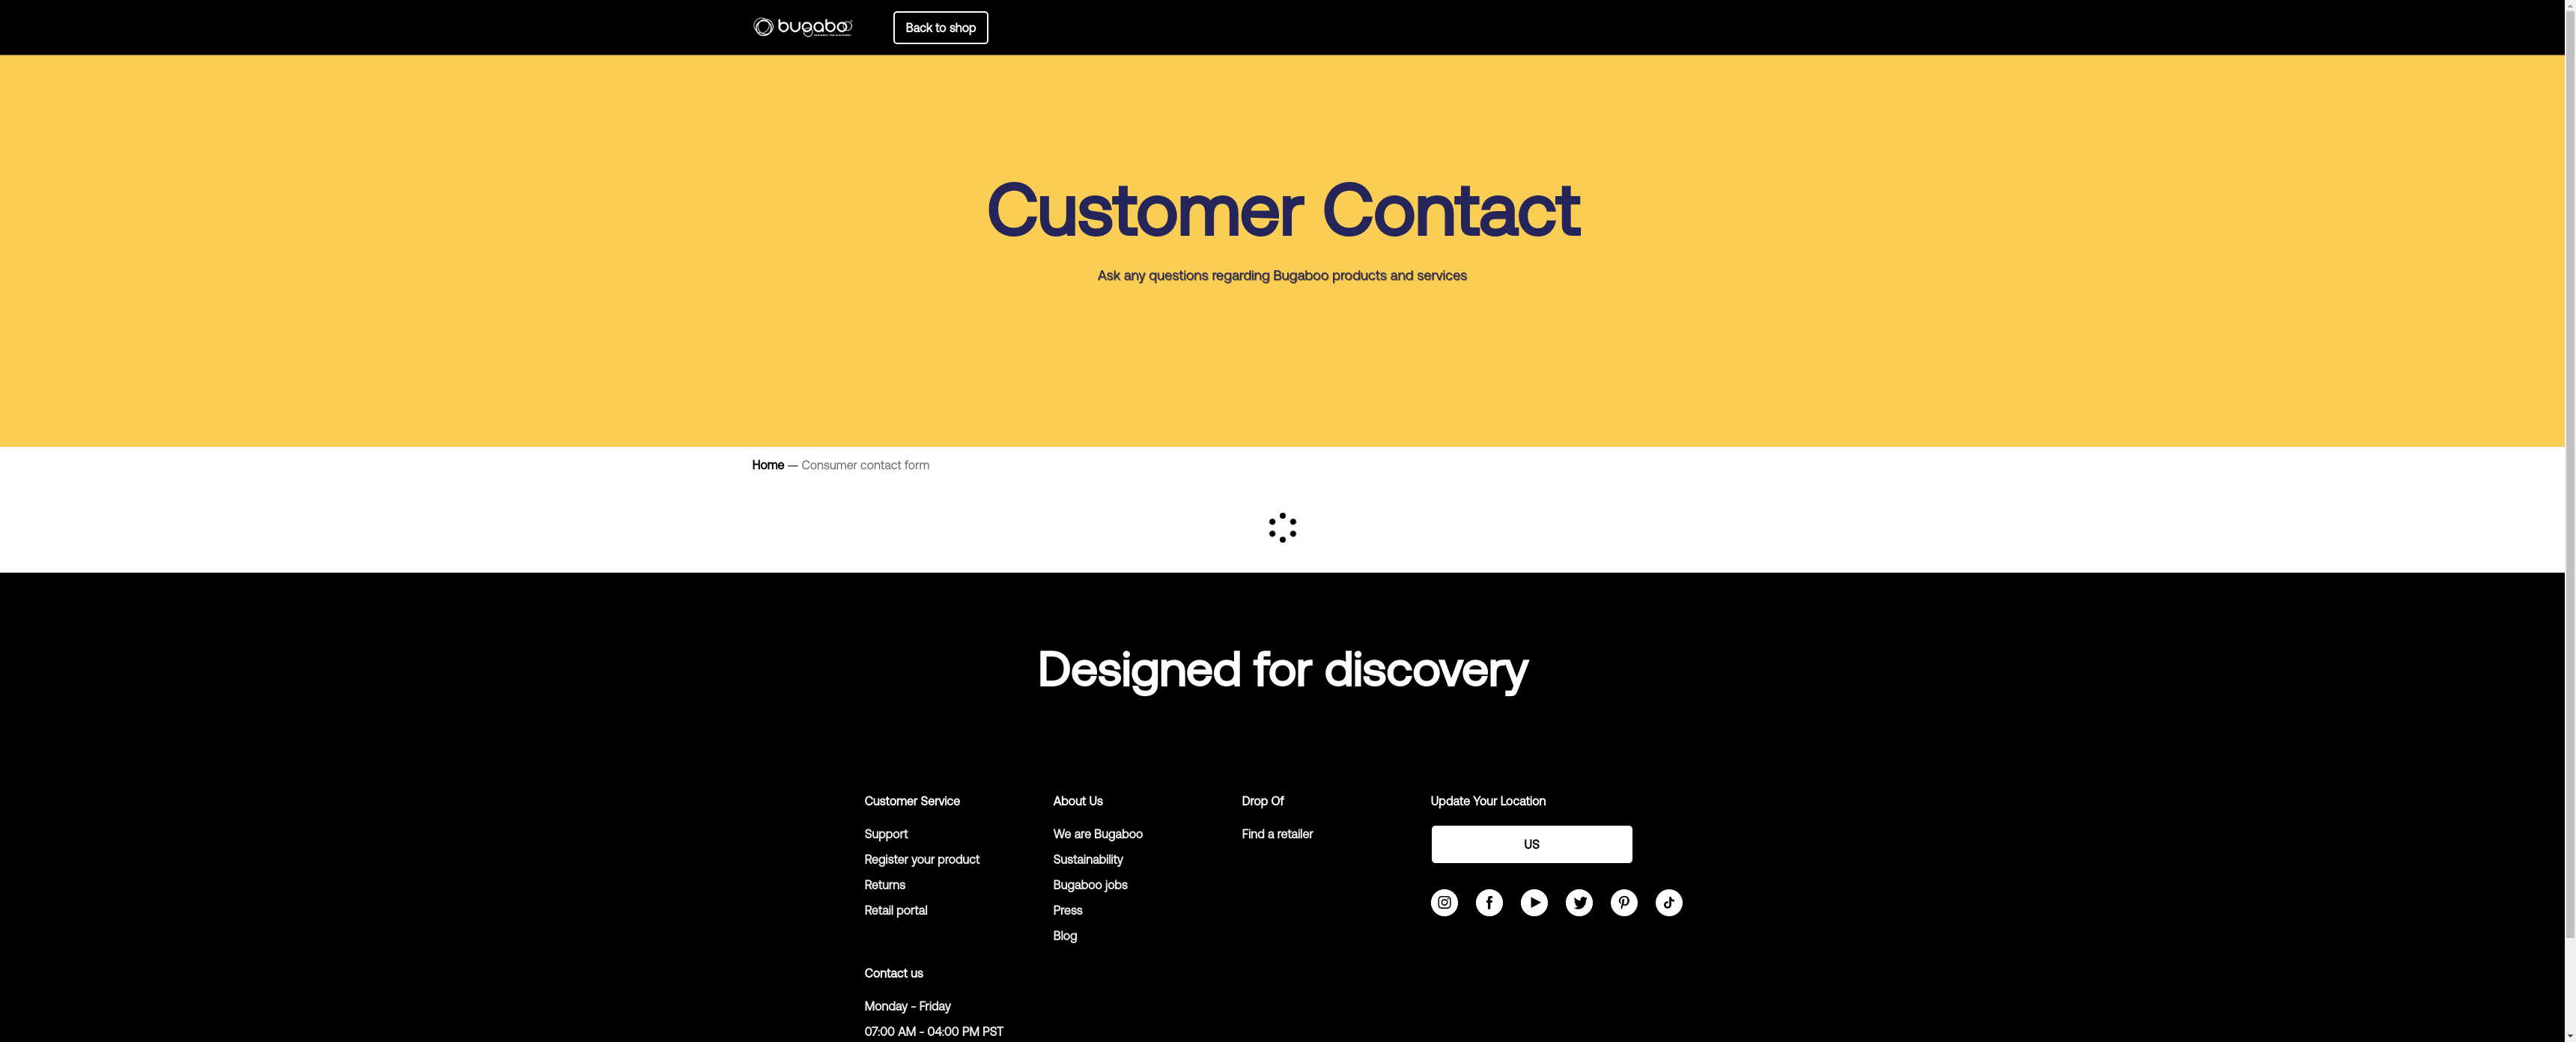 bugaboo
Back to shop
Customer Contact
Ask any questions regarding Bugaboo products and services
Home — Consumer contact form
Designed for discovery
Customer Service
Support
Register your product
Returns
Retail portal
About Us
We are Bugaboo
Sustainability
Bugaboo jobs
Press
Blog
Drop Of
Find a retailer
Update Your Location
US
Contact us
Monday - Friday
07:00 AM - 04:00 PM PST